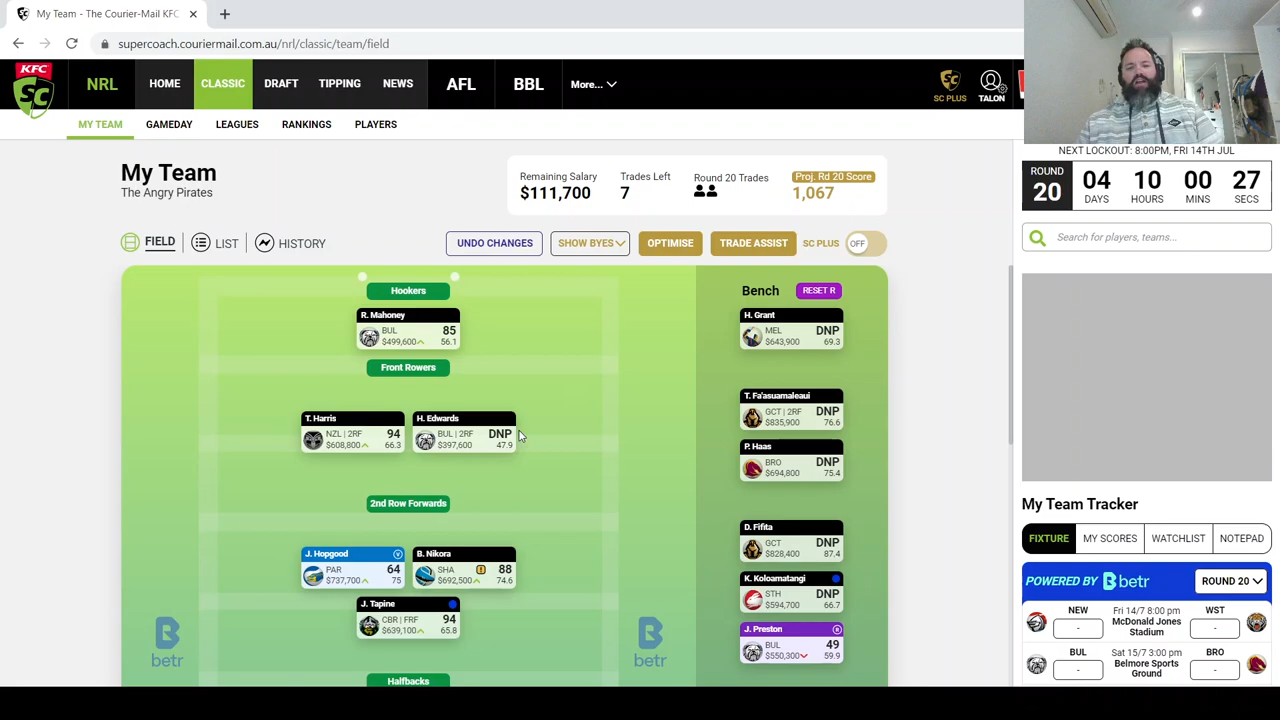 My Team - The Courier-Mail KFC
supercoach.couriermail.com.au/nrl/classic/team/field
KFC
SC
NRL
HOME
CLASSIC
DRAFT
TIPPING
NEWS
AFL
BBL
More...
SC PLUS
TALON
MY TEAM
GAMEDAY
LEAGUES
RANKINGS
PLAYERS
NEXT LOCKOUT: 8:00PM, FRI 14TH JUL
ROUND 20
04 10 00 27
DAYS HOURS MINS SECS
Search for players, teams...
My Team
The Angry Pirates
Remaining Salary
$111,700
Trades Left
7
Round 20 Trades
Proj. Rd 20 Score
1,067
FIELD
LIST
HISTORY
UNDO CHANGES
SHOW BYES
OPTIMISE
TRADE ASSIST
SC PLUS
OFF
Hookers
R. Mahoney
BUL 85
$499,600 56.1
Front Rowers
T. Harris
NZL | 2RF 94
$608,800 66.3
H. Edwards
BUL | 2RF DNP
$397,600 47.9
2nd Row Forwards
J. Hopgood V
PAR 64
$737,700 75
B. Nikora
SHA 88
$692,500 74.6
J. Tapine
CBR | FRF 94
$639,100 65.8
Halfbacks
betr
betr
Bench
RESET R
H. Grant
MEL DNP
$643,900 69.3
T. Fa'asuamaleaui
GCT | 2RF DNP
$835,900 76.6
P. Haas
BRO DNP
$694,800 75.4
D. Fifita
GCT DNP
$828,400 87.4
K. Koloamatangi
STH DNP
$594,700 66.7
J. Preston R
BUL 49
$550,300 59.9
My Team Tracker
FIXTURE
MY SCORES
WATCHLIST
NOTEPAD
POWERED BY betr
ROUND 20
NEW
-
Fri 14/7 8:00 pm
McDonald Jones
Stadium
WST
-
BUL
-
Sat 15/7 3:00 pm
Belmore Sports
Ground
BRO
-